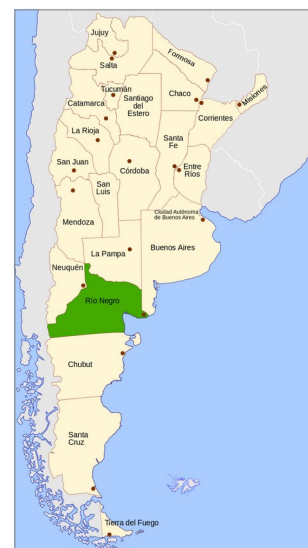 Jujuy
Salta
Formosa
Tucumán
Catamarca
Santiago
del
Estero
Chaco
Misiones
Corrientes
La Rioja
Santa
Fe
San Juan
Córdoba
Entre
Ríos
San
Luis
Mendoza
Ciudad Autónoma
de Buenos Aires
La Pampa
Buenos Aires
Neuquén
Río Negro
Chubut
Santa
Cruz
Tierra del Fuego